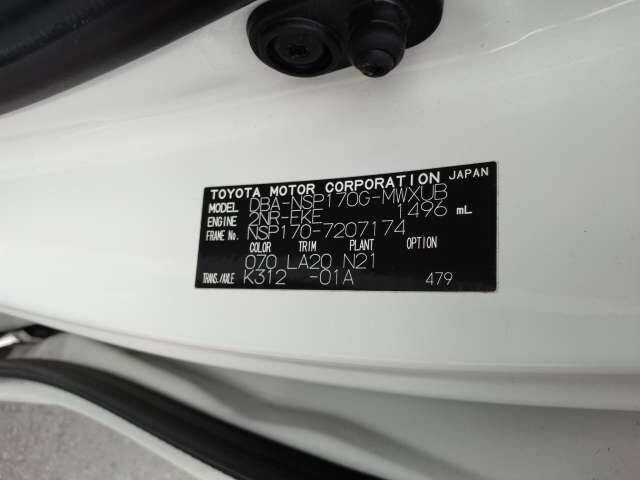 TOYOTA MOTOR CORPORATION JAPAN
MODEL DBA-NSP170G-MWXUB
ENGINE 2NR-FKE 1496 mL
FRAME No. NSP170-7207174
COLOR TRIM PLANT OPTION
070 LA20 N21
TRANS./AXLE K312 -01A 479